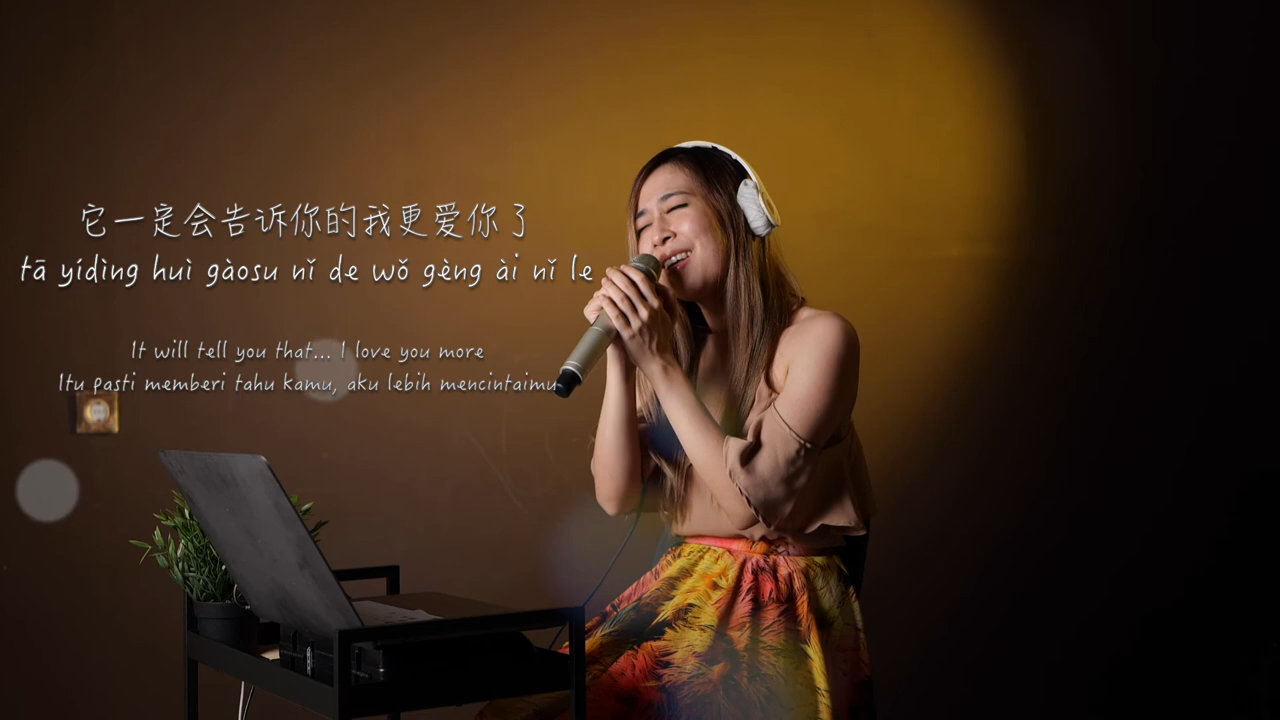 它一定会告诉你的我更爱你了
tā yídìng huì gàosu nǐ de wǒ gèng ài nǐ le
It will tell you that... I love you more
Itu pasti memberi tahu kamu, aku lebih mencintaimu